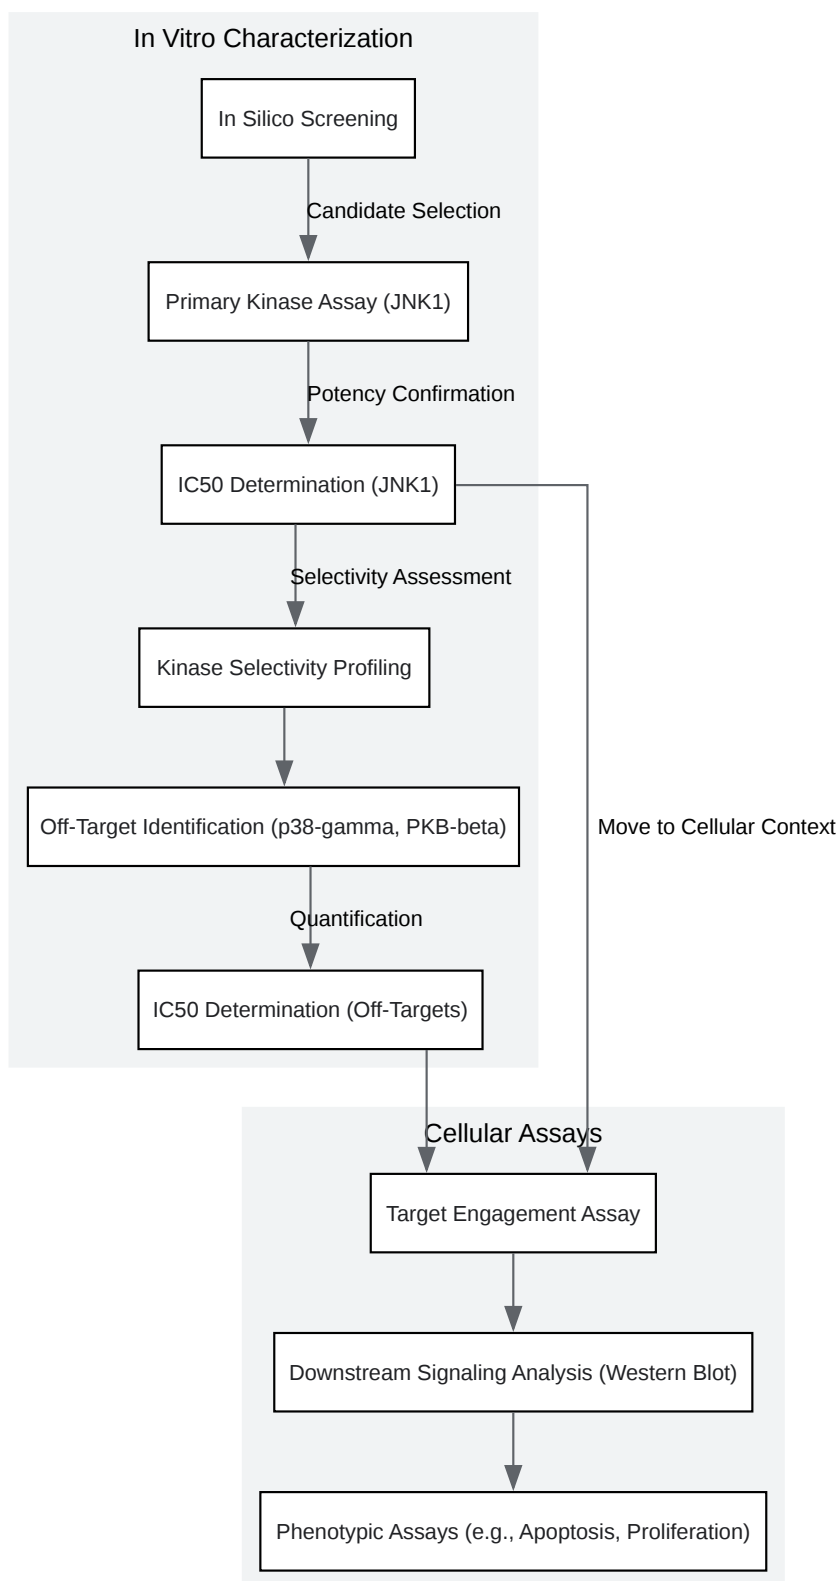 In Vitro Characterization
In Silico Screening
Candidate Selection
Primary Kinase Assay (JNK1)
Potency Confirmation
IC50 Determination (JNK1)
Selectivity Assessment
Kinase Selectivity Profiling
Off-Target Identification (p38-gamma, PKB-beta)
Move to Cellular Context
Quantification
IC50 Determination (Off-Targets)
Cellular Assays
Target Engagement Assay
Downstream Signaling Analysis (Western Blot)
Phenotypic Assays (e.g., Apoptosis, Proliferation)